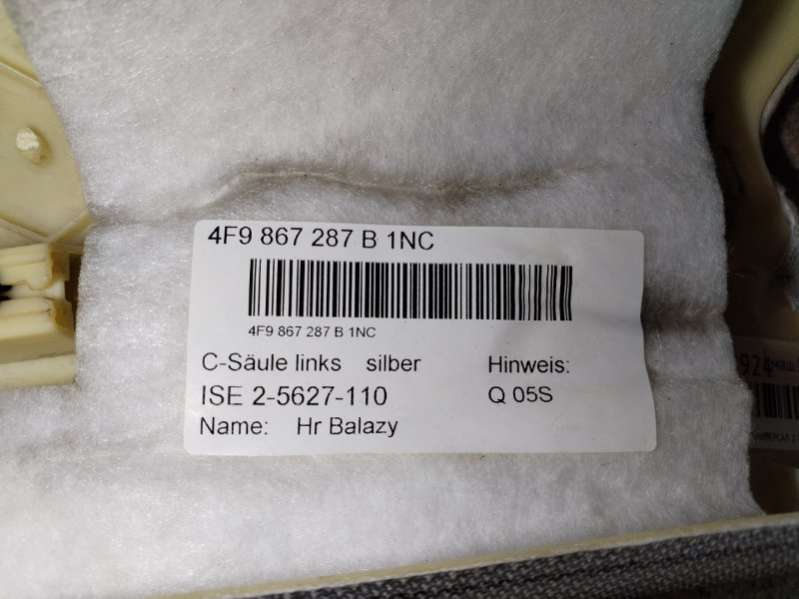 4F9 867 287 B 1NC
4F9 867 287 B 1NC
C-Säule links silber Hinweis:
ISE 2-5627-110 Q 05S
Name: Hr Balazy
924